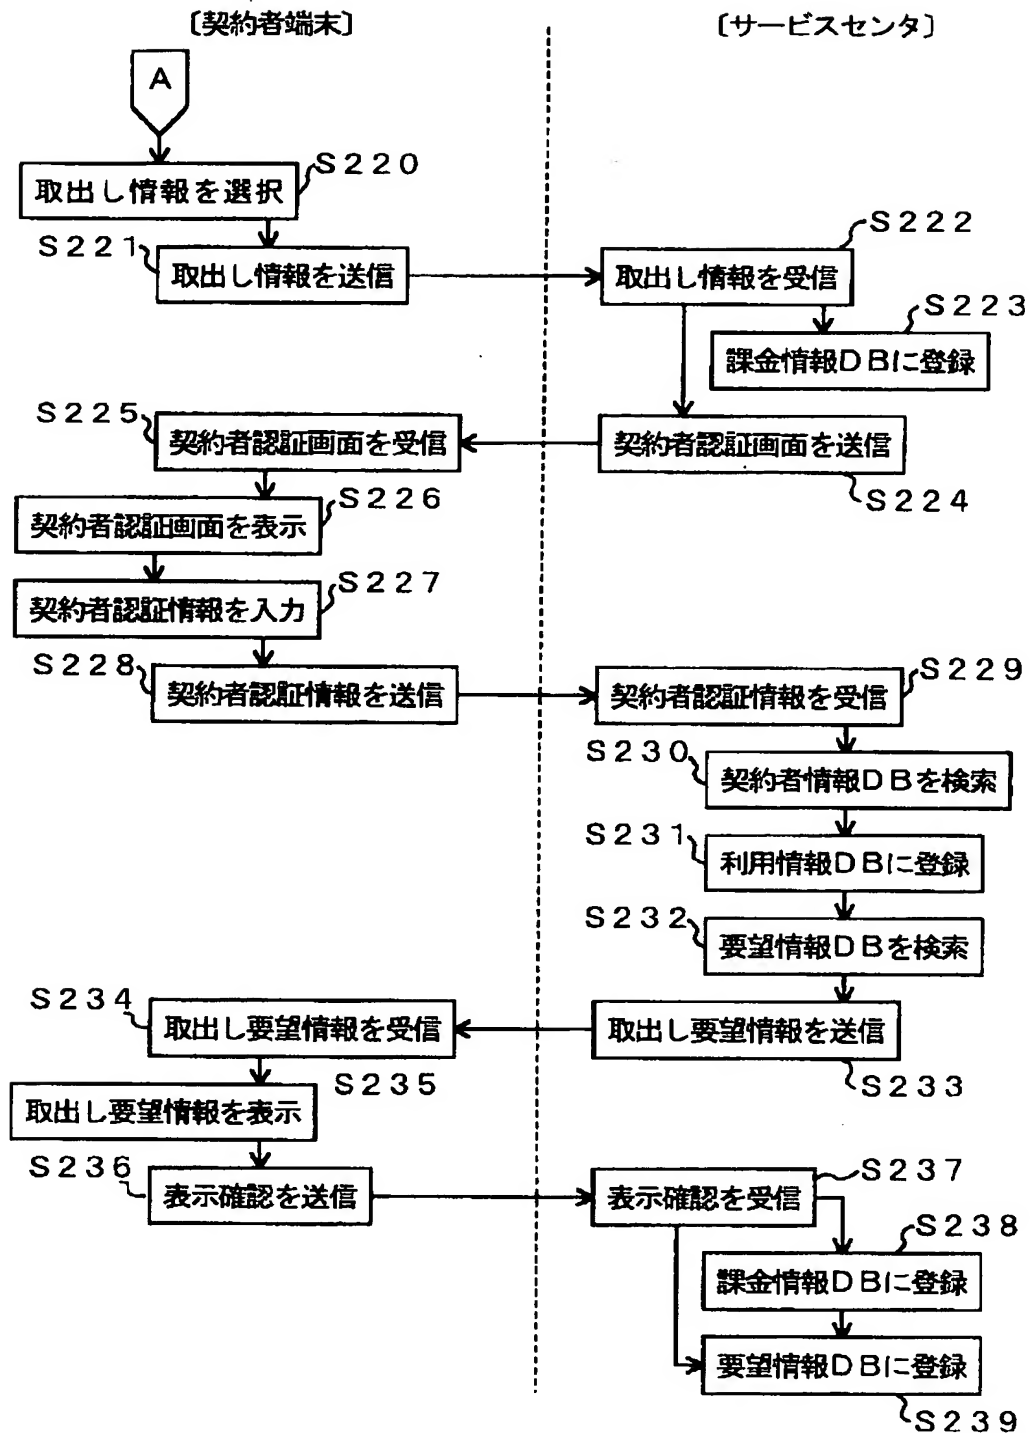 〔契約者端末〕
〔サービスセンタ〕
A
S220
取出し情報を選択
S221
取出し情報を送信
S222
取出し情報を受信
S223
課金情報DBに登録
S225
契約者認証画面を受信
契約者認証画面を送信
S224
S226
契約者認証画面を表示
S227
契約者認証情報を入力
S228
契約者認証情報を送信
S229
契約者認証情報を受信
S230
契約者情報DBを検索
S231
利用情報DBに登録
S232
要望情報DBを検索
S234
取出し要望情報を受信
取出し要望情報を送信
S233
S235
取出し要望情報を表示
S236
表示確認を送信
S237
表示確認を受信
S238
課金情報DBに登録
要望情報DBに登録
S239